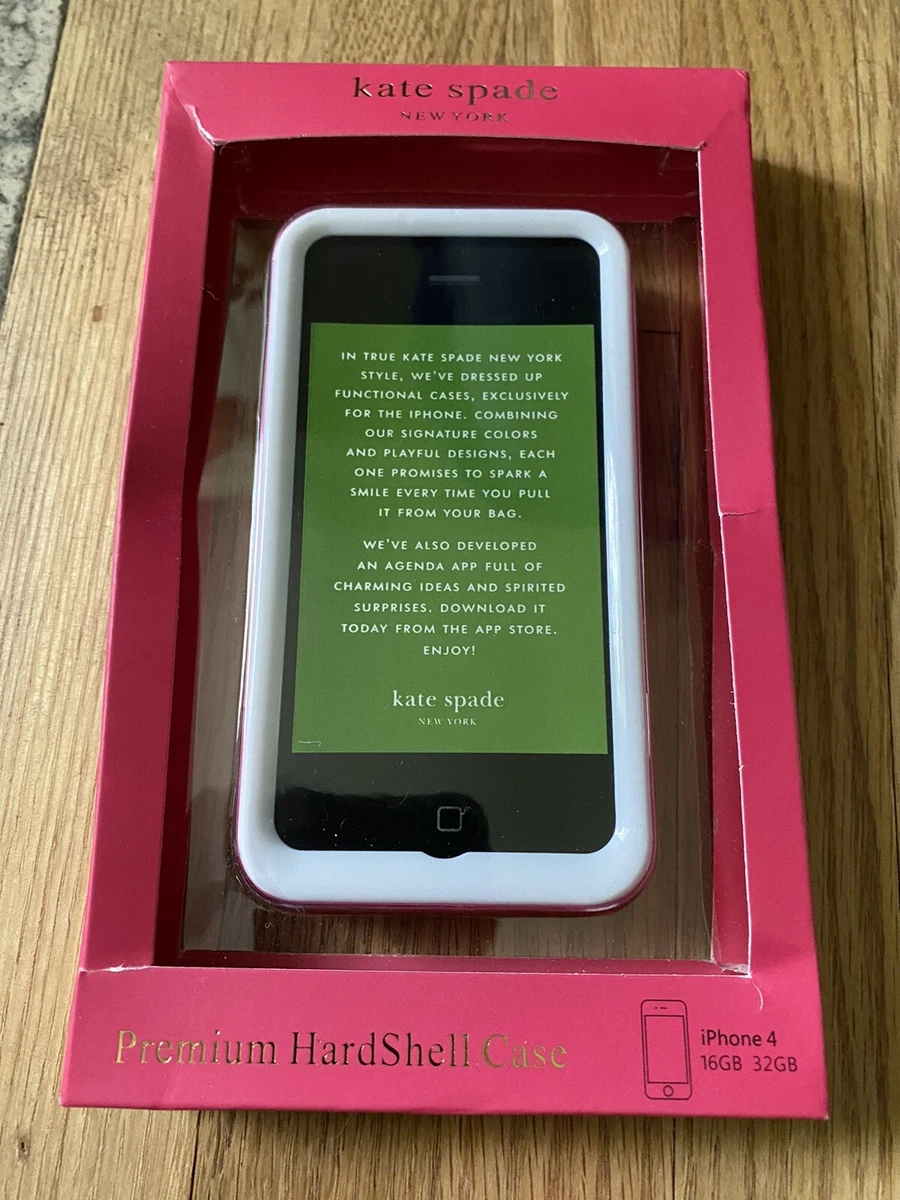 kate spade
NEW YORK
IN TRUE KATE SPADE NEW YORK
STYLE, WE'VE DRESSED UP
FUNCTIONAL CASES, EXCLUSIVELY
FOR THE IPHONE. COMBINING
OUR SIGNATURE COLORS
AND PLAYFUL DESIGNS, EACH
ONE PROMISES TO SPARK A
SMILE EVERY TIME YOU PULL
IT FROM YOUR BAG.
WE'VE ALSO DEVELOPED
AN AGENDA APP FULL OF
CHARMING IDEAS AND SPIRITED
SURPRISES. DOWNLOAD IT
TODAY FROM THE APP STORE.
ENJOY!
kate spade
NEW YORK
Premium HardShell Case
iPhone 4
16GB 32GB